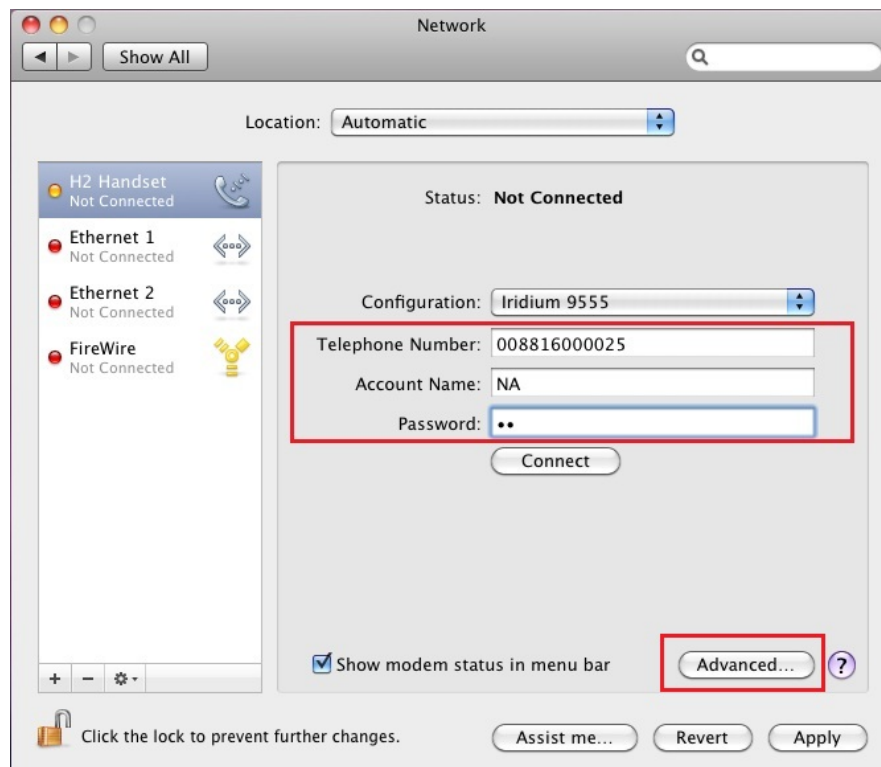 Network
Show All
Location: Automatic
H2 Handset
Not Connected
Ethernet 1
Not Connected
Ethernet 2
Not Connected
FireWire
Not Connected
Status: Not Connected
Configuration: Iridium 9555
Telephone Number: 008816000025
Account Name: NA
Password: ••
Connect
Show modem status in menu bar
Advanced... ?
Click the lock to prevent further changes.
Assist me... Revert Apply